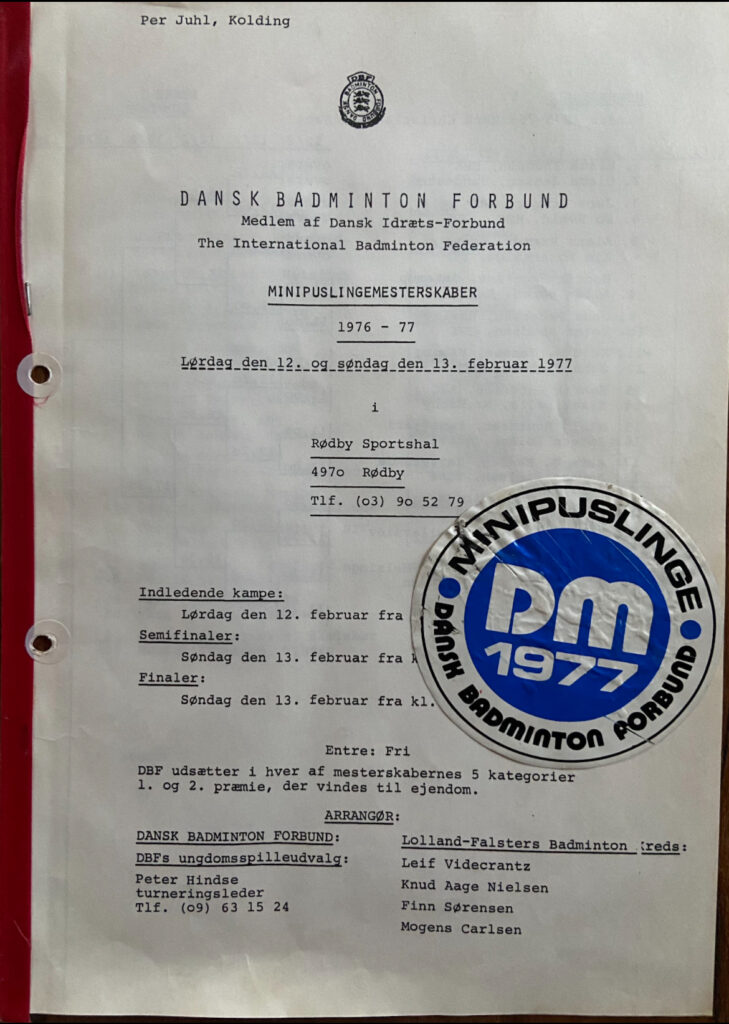 Per Juhl, Kolding
DBF
DANSK BADMINTON FORBUND
DANSK BADMINTON FORBUND
Medlem af Dansk Idræts-Forbund
The International Badminton Federation
MINIPUSLINGEMESTERSKABER
1976 - 77
Lørdag den 12. og søndag den 13. februar 1977
i
Rødby Sportshal
497o Rødby
Tlf. (o3) 9o 52 79
MINIPUSLINGE
DM
1977
DANSK BADMINTON FORBUND
Indledende kampe:
Lørdag den 12. februar fra
Semifinaler:
Søndag den 13. februar fra k
Finaler:
Søndag den 13. februar fra kl.
Entre: Fri
DBF udsætter i hver af mesterskabernes 5 kategorier
1. og 2. præmie, der vindes til ejendom.
ARRANGØR:
DANSK BADMINTON FORBUND:
DBFs ungdomsspilleudvalg:
Peter Hindse
turneringsleder
Tlf. (o9) 63 15 24
Lolland-Falsters Badminton reds:
Leif Videcrantz
Knud Aage Nielsen
Finn Sørensen
Mogens Carlsen